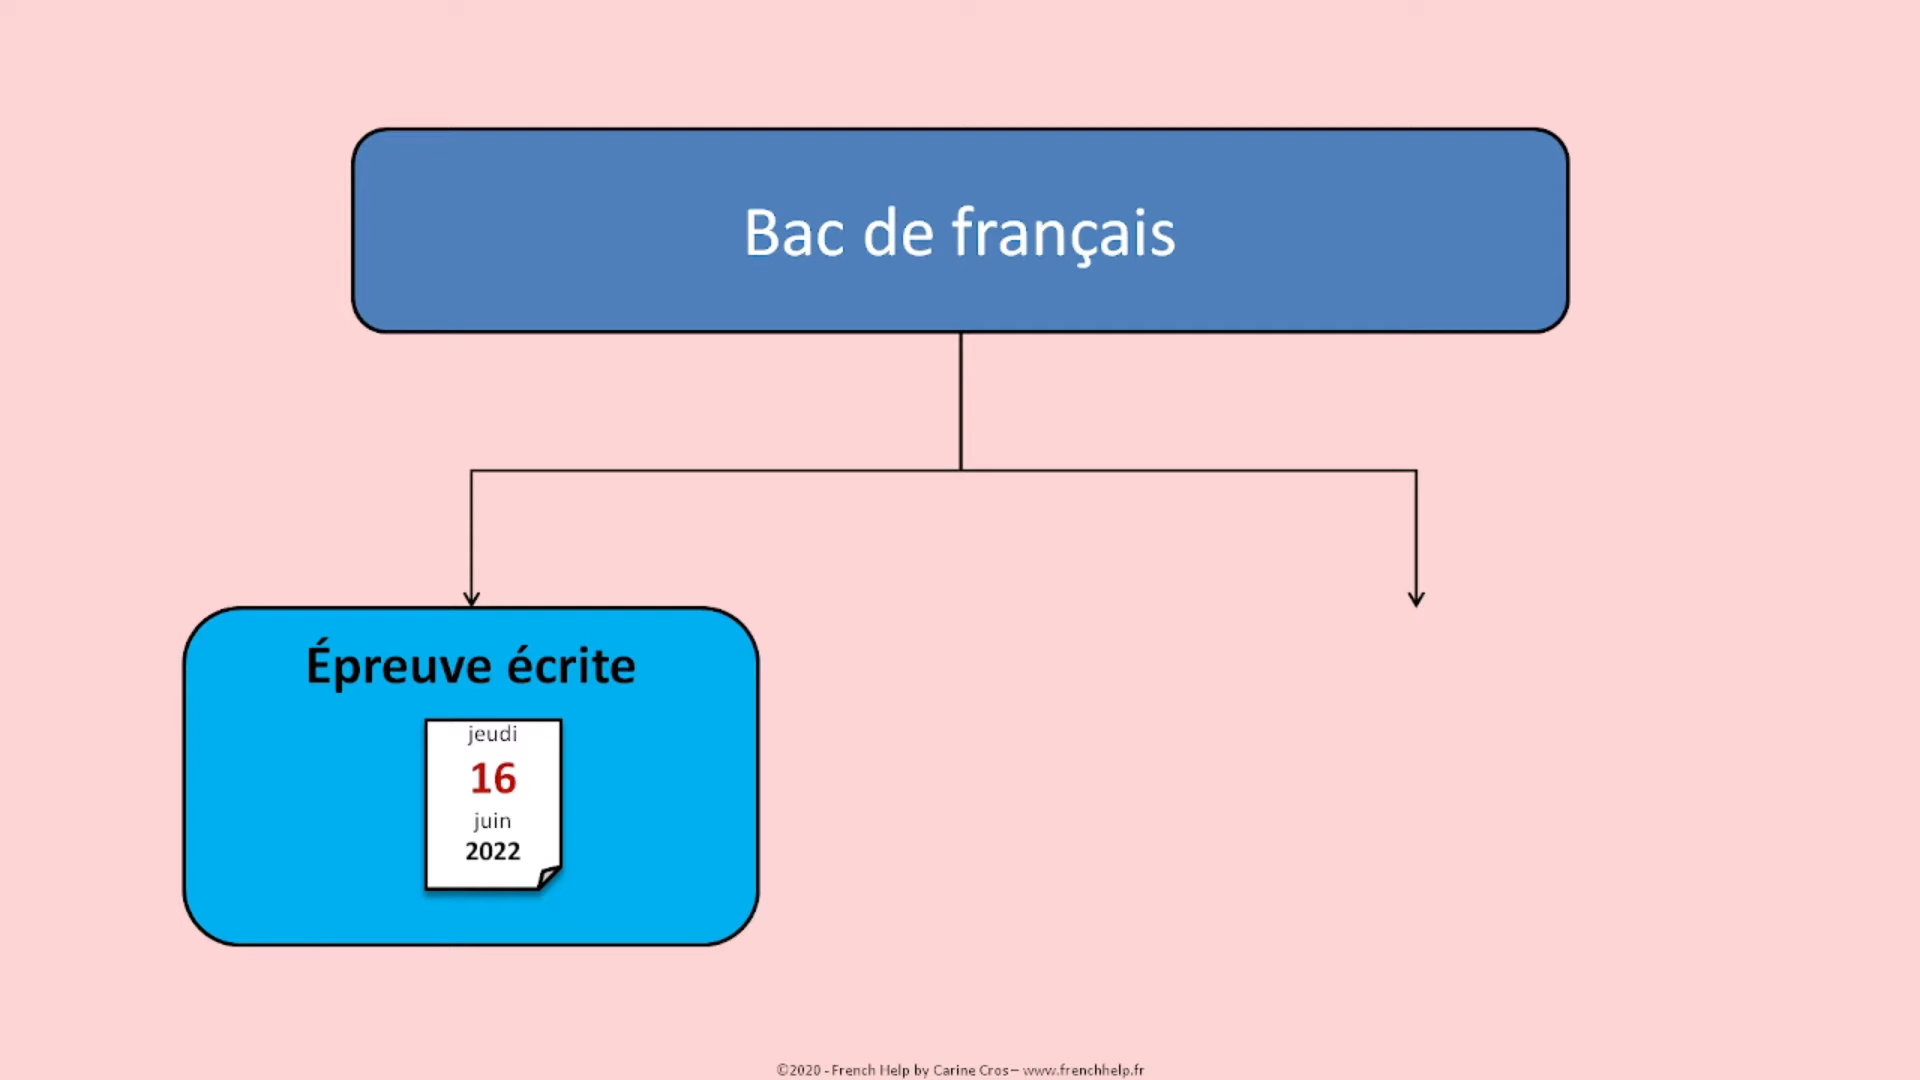 Bac de français
Épreuve écrite
jeudi
16
juin
2022
©2020 - French Help by Carine Cros – www.frenchhelp.fr